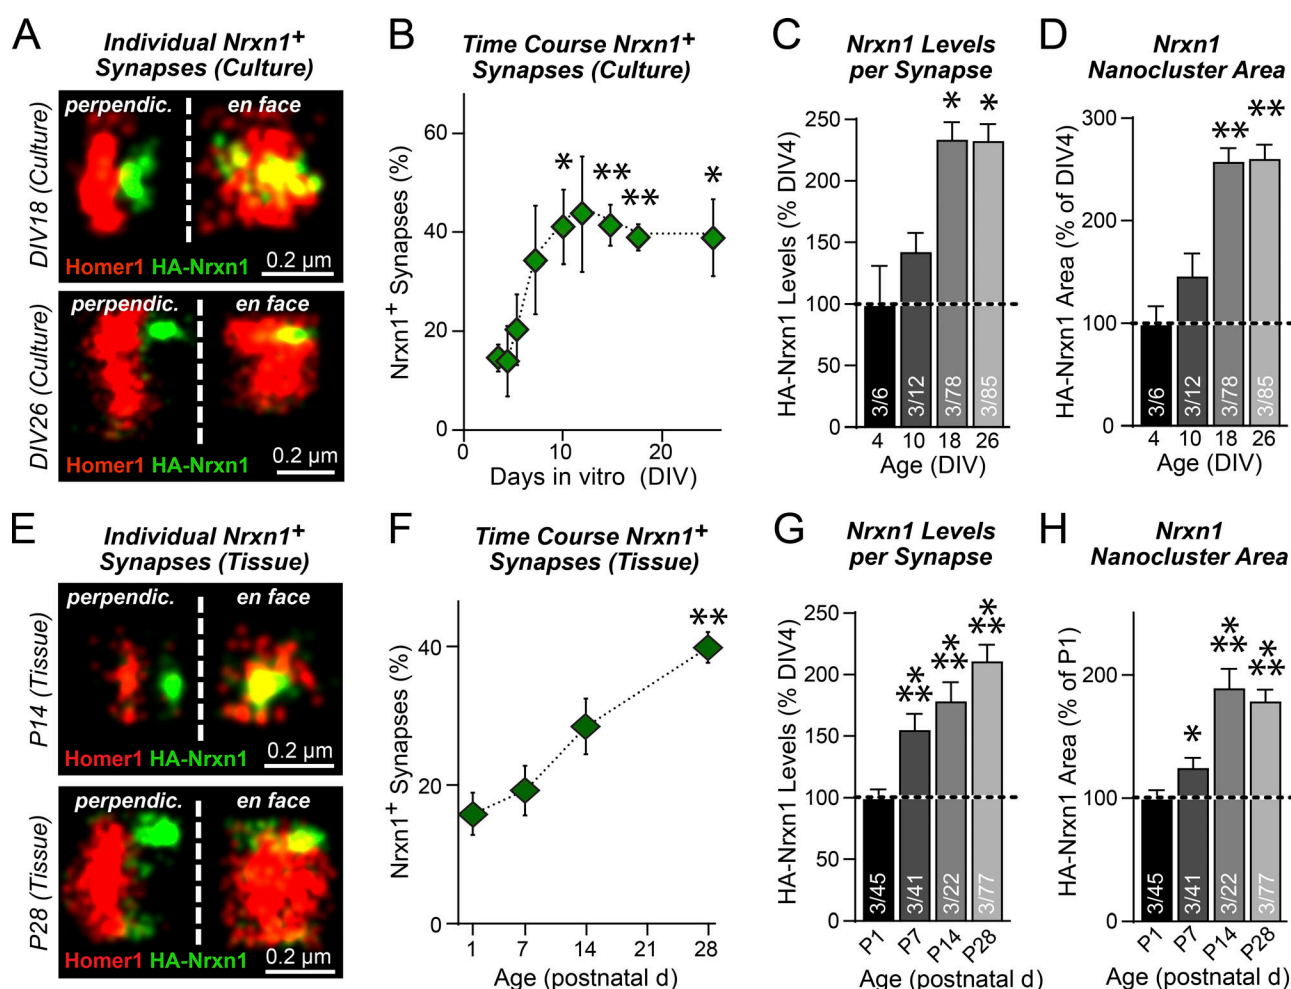 A
Individual Nrxn1+
Synapses (Culture)
DIV18 (Culture)
perpendic.
en face
Homer1 HA-Nrxn1
0.2 µm
DIV26 (Culture)
perpendic.
en face
Homer1 HA-Nrxn1
0.2 µm
B
Time Course Nrxn1+
Synapses (Culture)
Nrxn1+ Synapses (%)
60
40
20
0
*
**
**
*
0 10 20
Days in vitro (DIV)
C
Nrxn1 Levels
per Synapse
HA-Nrxn1 Levels (% DIV4)
250
200
150
100
50
0
* *
3/6 3/12 3/78 3/85
4 10 18 26
Age (DIV)
D
Nrxn1
Nanocluster Area
HA-Nrxn1 Area (% of DIV4)
300
200
100
0
** **
3/6 3/12 3/78 3/85
4 10 18 26
Age (DIV)
E
Individual Nrxn1+
Synapses (Tissue)
P14 (Tissue)
perpendic.
en face
Homer1 HA-Nrxn1
0.2 µm
P28 (Tissue)
perpendic.
en face
Homer1 HA-Nrxn1
0.2 µm
F
Time Course Nrxn1+
Synapses (Tissue)
Nrxn1+ Synapses (%)
40
20
0
**
1 7 14 21 28
Age (postnatal d)
G
Nrxn1 Levels
per Synapse
HA-Nrxn1 Levels (% DIV4)
250
200
150
100
50
0
* * *
** ** **
3/45 3/41 3/22 3/77
P1 P7 P14 P28
Age (postnatal d)
H
Nrxn1
Nanocluster Area
HA-Nrxn1 Area (% of P1)
200
100
0
* * *
** **
3/45 3/41 3/22 3/77
P1 P7 P14 P28
Age (postnatal d)